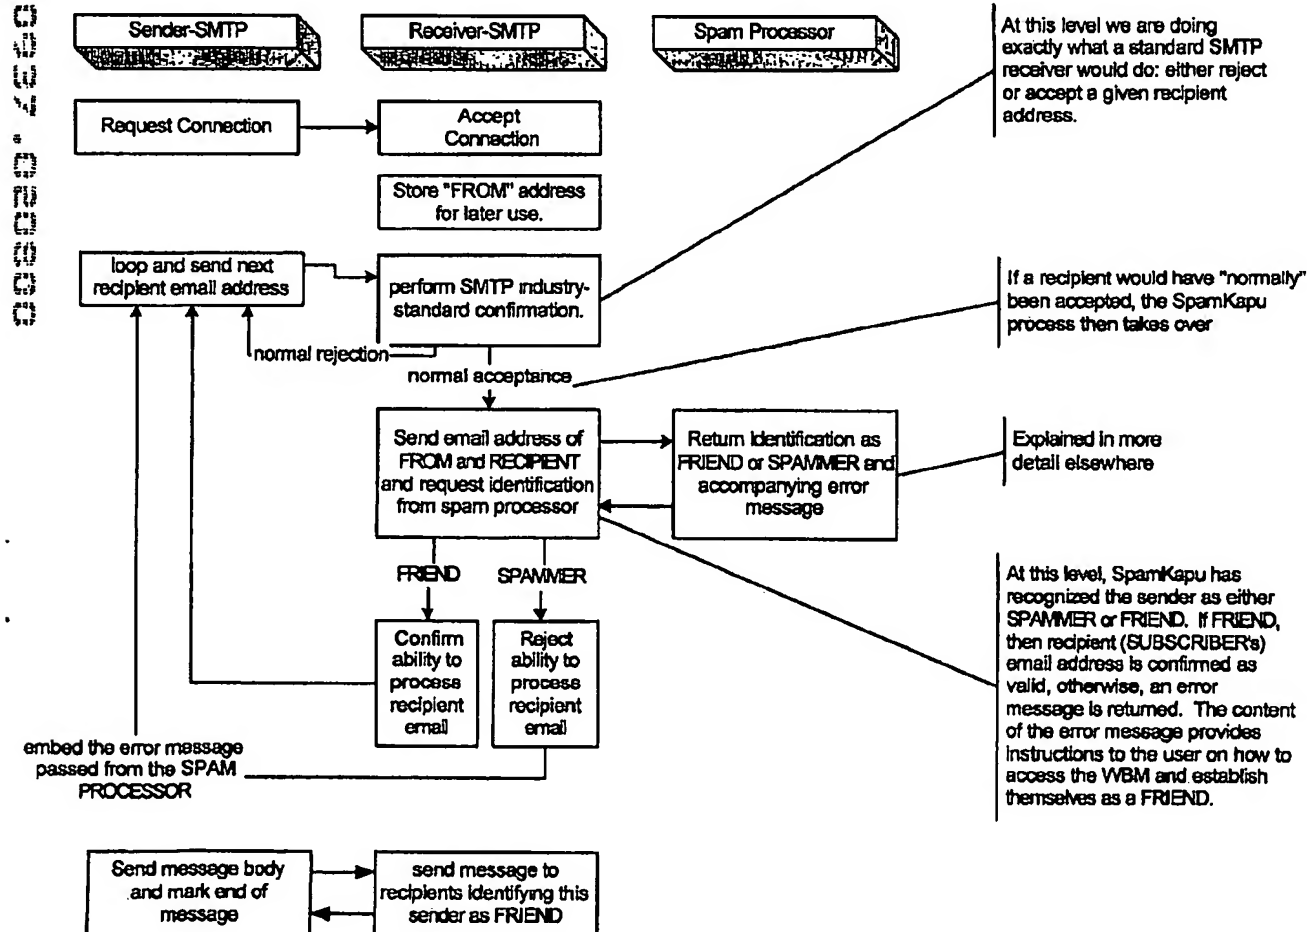 Sender-SMTP
Receiver-SMTP
Spam Processor
At this level we are doing
exactly what a standard SMTP
receiver would do: either reject
or accept a given recipient
address.
Request Connection
Accept
Connection
Store "FROM" address
for later use.
loop and send next
recipient email address
perform SMTP industry-
standard confirmation.
If a recipient would have "normally"
been accepted, the SpamKapu
process then takes over
normal rejection
normal acceptance
Send email address of
FROM and RECIPIENT
and request identification
from spam processor
Return Identification as
FRIEND or SPAMMER and
accompanying error
message
Explained in more
detail elsewhere
FRIEND
SPAMMER
At this level, SpamKapu has
recognized the sender as either
SPAMMER or FRIEND. If FRIEND,
then recipient (SUBSCRIBER's)
email address is confirmed as
valid, otherwise, an error
message is returned. The content
of the error message provides
instructions to the user on how to
access the WBM and establish
themselves as a FRIEND.
Confirm
ability to
process
recipient
email
Reject
ability to
process
recipient
email
embed the error message
passed from the SPAM
PROCESSOR
Send message body
and mark end of
message
send message to
recipients identifying this
sender as FRIEND